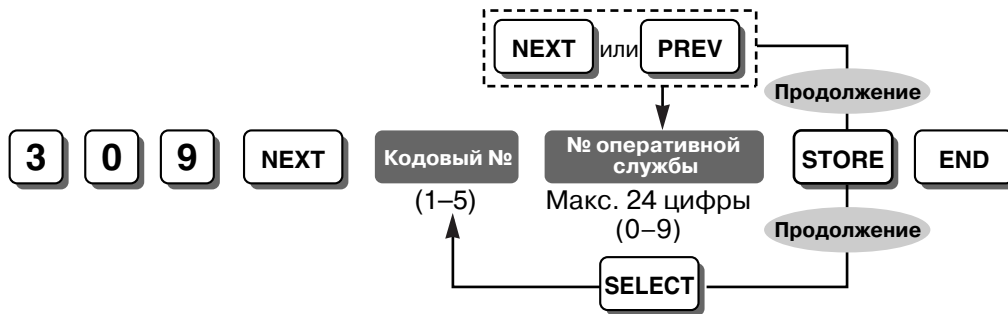 NEXT или PREV
Продолжение
3 0 9 NEXT Кодовый № № оперативной службы STORE END
(1–5) Макс. 24 цифры
(0–9)
Продолжение
SELECT